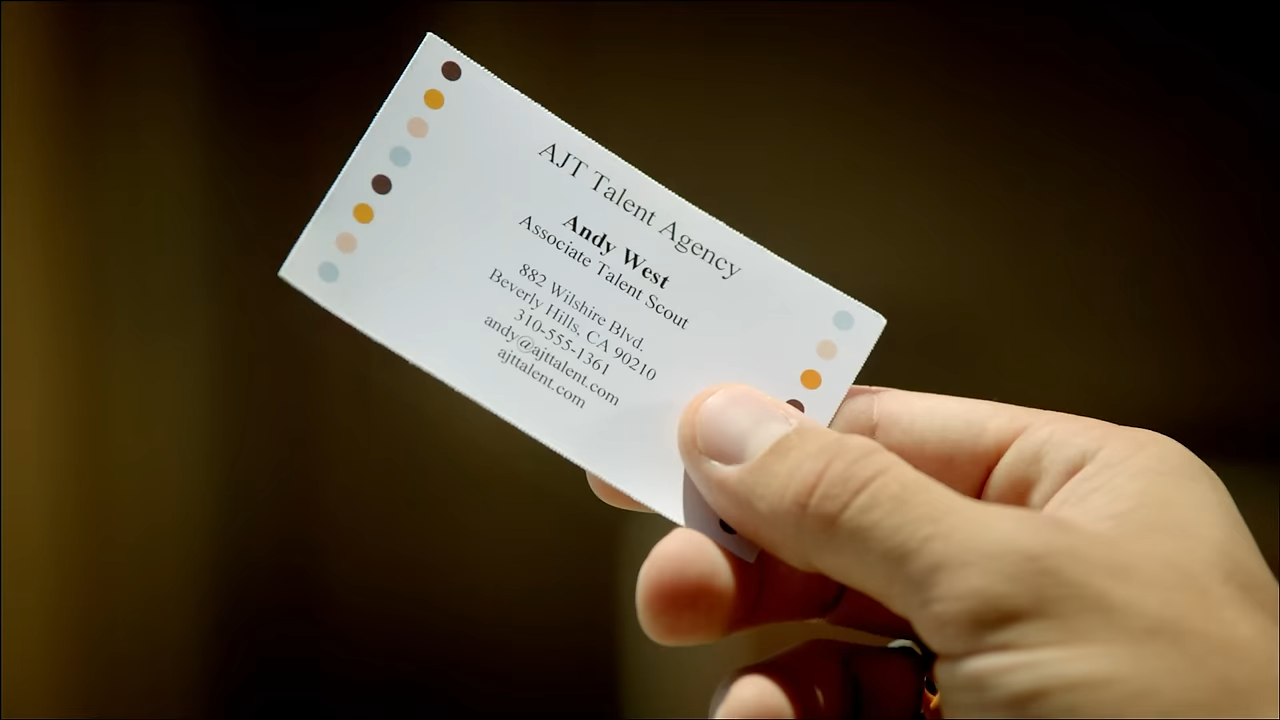 AJT Talent Agency
Andy West
Associate Talent Scout
882 Wilshire Blvd.
Beverly Hills, CA 90210
310-555-1361
andy@ajttalent.com
ajttalent.com